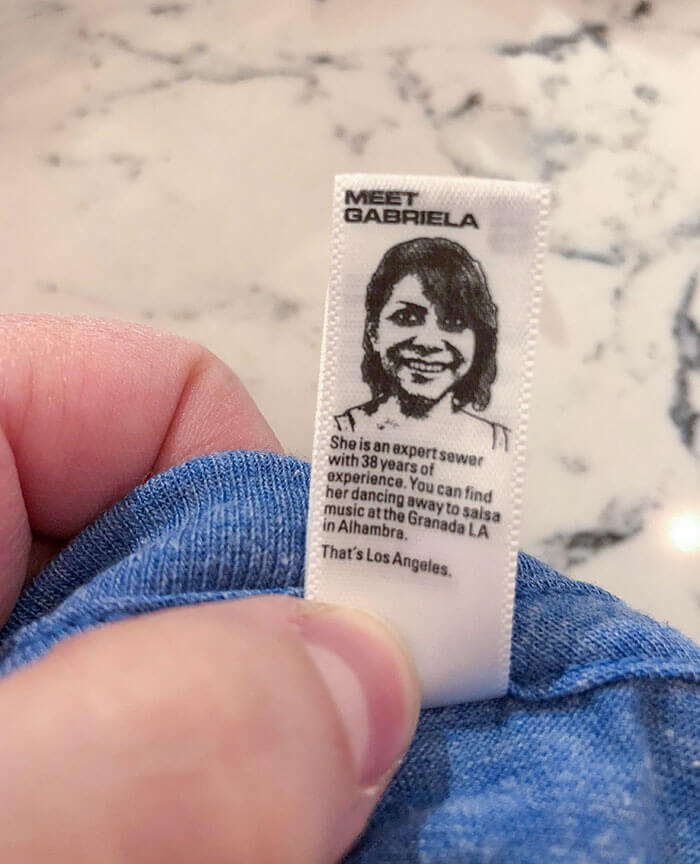 MEET
GABRIELA
She is an expert sewer
with 38 years of
experience. You can find
her dancing away to salsa
music at the Granada LA
in Alhambra.
That's Los Angeles.